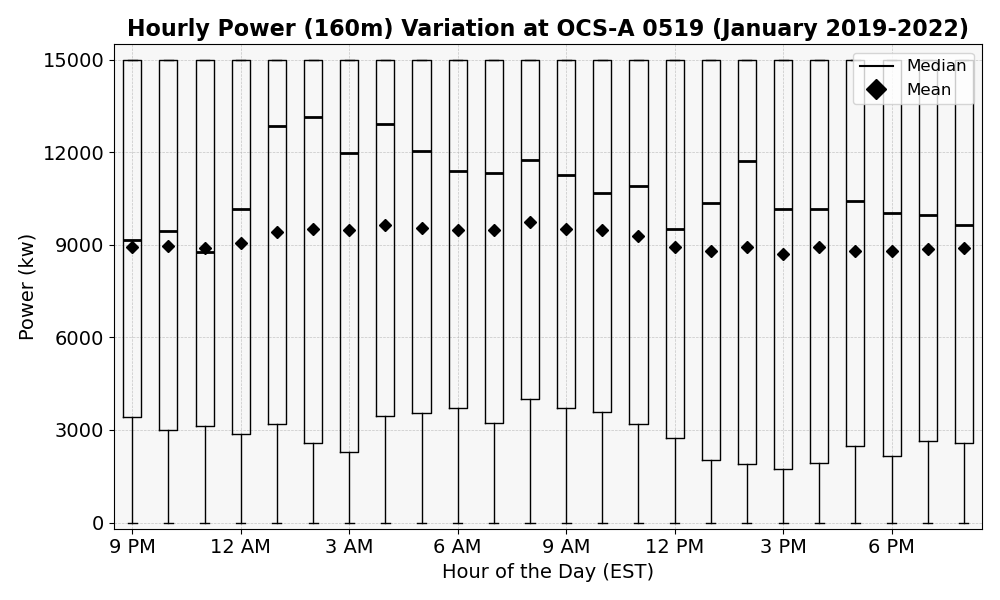 Hourly Power (160m) Variation at OCS-A 0519 (January 2019-2022)
Median
Mean
15000
12000
9000
6000
3000
0
Power (kw)
9 PM 12 AM 3 AM 6 AM 9 AM 12 PM 3 PM 6 PM
Hour of the Day (EST)